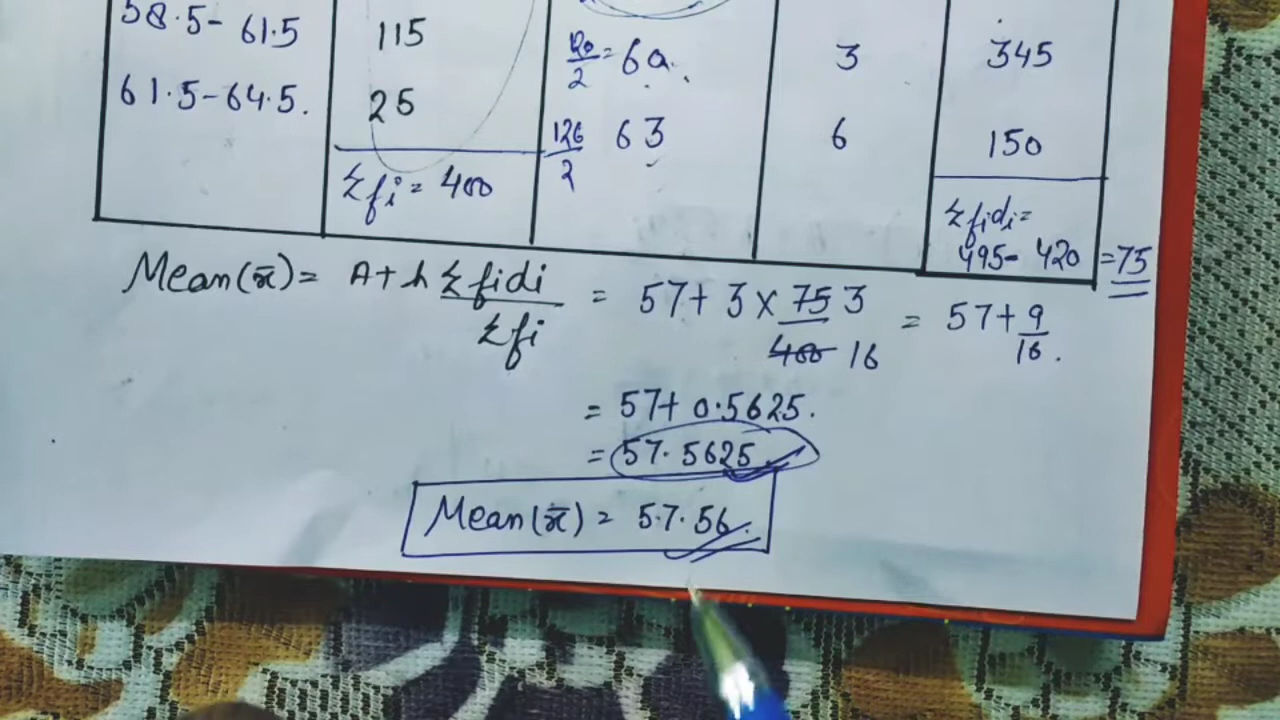 58.5- 61.5 115 120/2=60. 3 345
61.5-64.5. 25 126/2 63 6 150
Σfi = 400 Σfidi=
495- 420 =75
Mean(x̄)= A+h Σfidi/Σfi = 57+ 3 × 75 3/400 16 = 57+ 9/16.
= 57+ 0.5625.
= 57.5625
Mean(x̄) = 5.7.56.